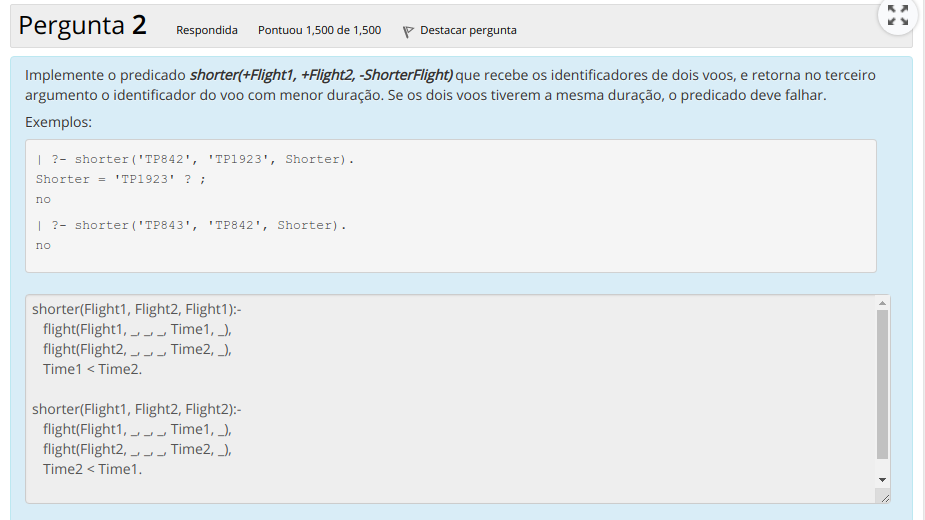 Pergunta 2 Respondida Pontuou 1,500 de 1,500 Destacar pergunta
Implemente o predicado shorter(+Flight1, +Flight2, -ShorterFlight) que recebe os identificadores de dois voos, e retorna no terceiro
argumento o identificador do voo com menor duração. Se os dois voos tiverem a mesma duração, o predicado deve falhar.
Exemplos:
| ?- shorter('TP842', 'TP1923', Shorter).
Shorter = 'TP1923' ? ;
no
| ?- shorter('TP843', 'TP842', Shorter).
no
shorter(Flight1, Flight2, Flight1):-
flight(Flight1, _, _, _, Time1, _),
flight(Flight2, _, _, _, Time2, _),
Time1 < Time2.
shorter(Flight1, Flight2, Flight2):-
flight(Flight1, _, _, _, Time1, _),
flight(Flight2, _, _, _, Time2, _),
Time2 < Time1.